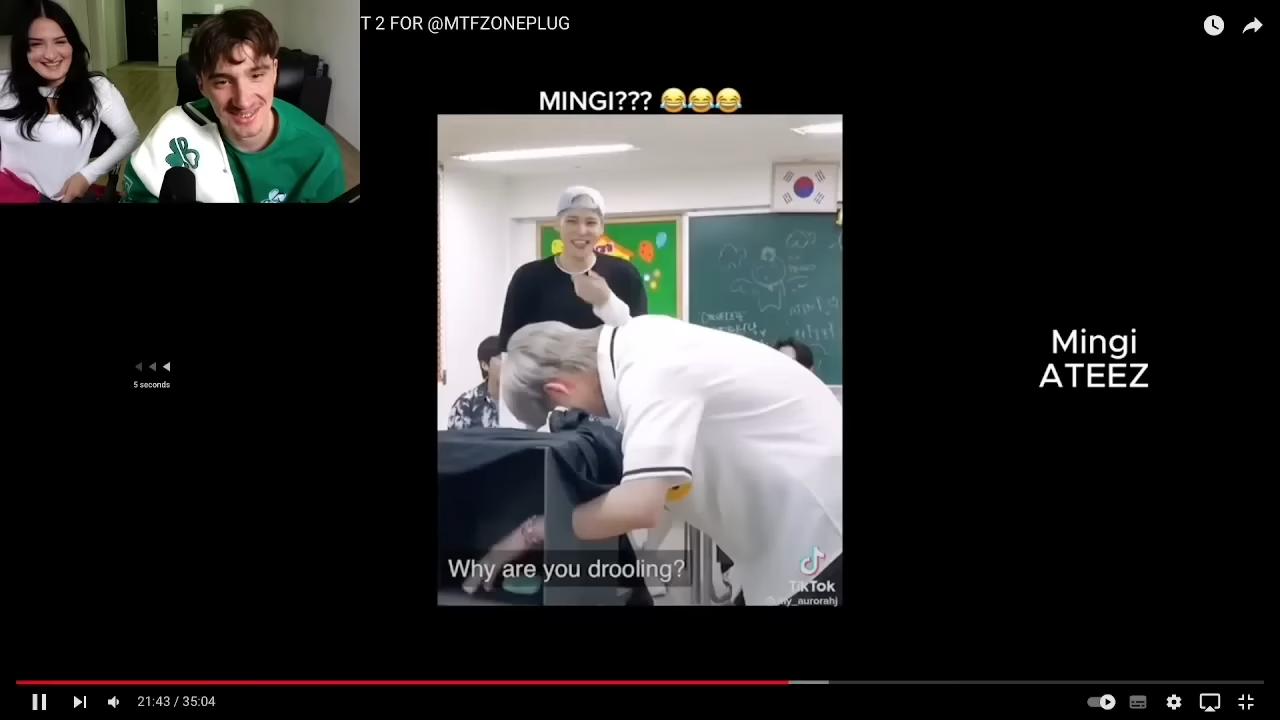 T 2 FOR @MTFZONEPLUG
MINGI??? 😂😂😂
Mingi
ATEEZ
5 seconds
Why are you drooling?
TikTok
21:43 / 35:04